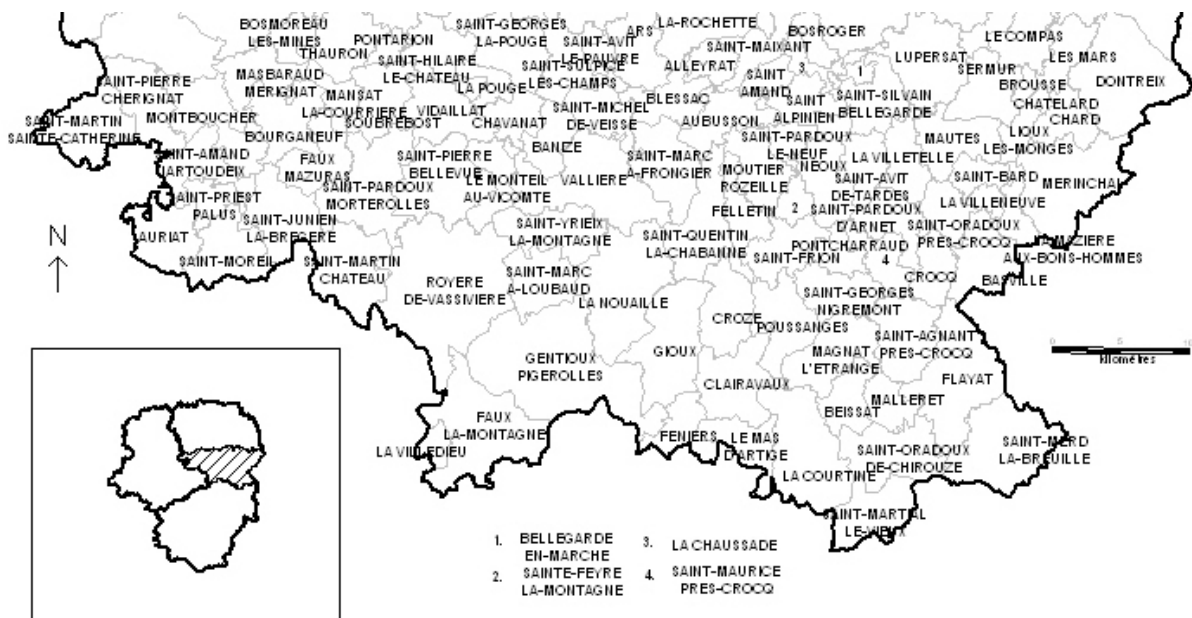 BOSMOREAU
LES-MINES
THAURON
PONTARION
SAINT-GEORGES
LA-POUGE
SAINT-HILAIRE
LE-CHATEAU
SAINT-AVIT
LE-PAUVRE
ARS
LA-ROCHETTE
SAINT-MAIXANT
BOSROGER
LUPERSAT
LE COMPAS
LES MARS
SERMUR
BROUSSE
DONTREIX
SAINT-PIERRE
CHERIGNAT
MASBARAUD
MERIGNAT
MANSAT
LA-COURRIERE
LA POUGE
SAINT-SULPICE
LES-CHAMPS
ALLEYRAT
SAINT
AMAND
3
1
SAINT-SILVAIN
BELLEGARDE
CHATELARD
CHARD
SAINT-MARTIN
SAINTE-CATHERINE
MONTBOUCHER
BOURGANEUF
SOUBREBOST
VIDAILLAT
CHAVANAT
SAINT-MICHEL
DE-VEISSE
BLESSAC
AUBUSSON
SAINT
ALPINIEN
SAINT-PARDOUX
LE-NEUF
MAUTES
LIOUX
LES-MONGES
SAINT-AMAND
JARTOUDEIX
FAUX
MAZURAS
SAINT-PIERRE
BELLEVUE
BANIZE
SAINT-MARC
A-FRONGIER
MOUTIER
ROZEILLE
NEOUX
LA VILLETELLE
SAINT-BARD
MERINCHAL
SAINT-PRIEST
PALUS
SAINT-PARDOUX
MORTEROLLES
LE MONTEIL
AU-VICOMTE
VALLIERE
FELLETIN
2
SAINT-AVIT
DE-TARDES
LA VILLENEUVE
AURIAT
SAINT-JUNIEN
LA-BREGERE
SAINT-YRIEIX
LA-MONTAGNE
SAINT-QUENTIN
LA-CHABANNE
SAINT-PARDOUX
D'ARNET
SAINT-ORADOUX
PRES-CROCQ
LA MAZIERE
AUX-BONS-HOMMES
SAINT-MOREIL
SAINT-MARTIN
CHATEAU
PONTCHARRAUD
SAINT-FRION
4
CROCQ
BASVILLE
ROYERE
DE-VASSIVIERE
SAINT-MARC
A-LOUBAUD
LA NOUAILLE
SAINT-GEORGES
NIGREMONT
CROZE
POUSSANGES
SAINT-AGNANT
PRES-CROCQ
GENTIOUX
PIGEROLLES
GIOUX
MAGNAT
L'ETRANGE
CLAIRAVAUX
FLAYAT
MALLERET
BEISSAT
FAUX
LA-MONTAGNE
LA VILLEDIEU
FENIERS
LE MAS
D'ARTIGE
SAINT-ORADOUX
DE-CHIROUZE
SAINT-MERD
LA-BREUILLE
LA COURTINE
SAINT-MARTIAL
LE-VIEUX
N
0 5 10
kilomètres
1. BELLEGARDE
EN-MARCHE
2. SAINTE-FEYRE
LA-MONTAGNE
3. LA CHAUSSADE
4. SAINT-MAURICE
PRES-CROCQ